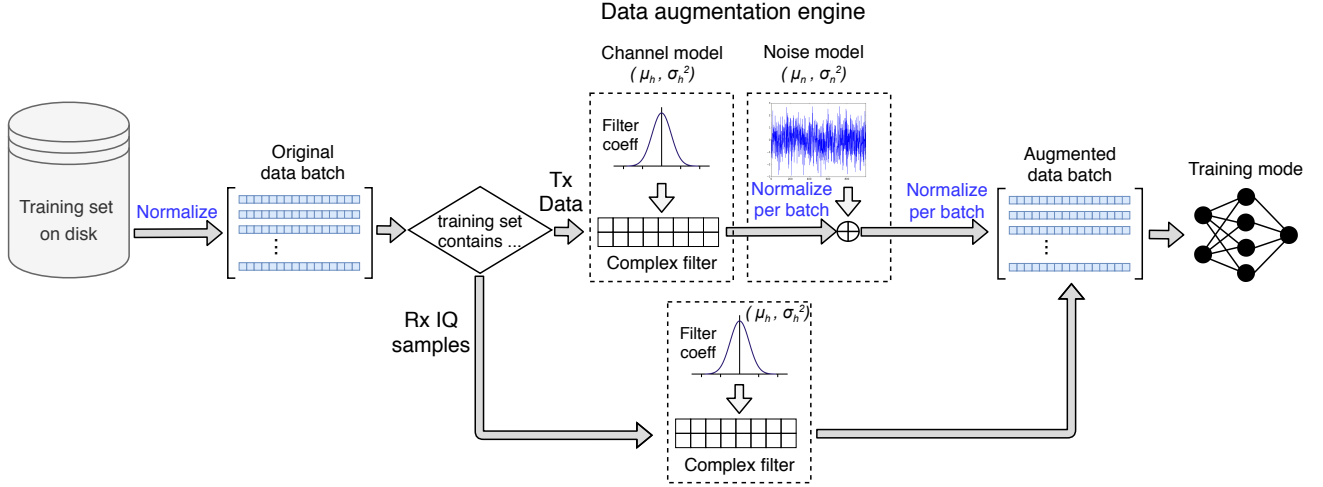 Data augmentation engine
Channel model
( μh , σh²)
Noise model
( μn , σn²)
Filter
coeff
Original
data batch
Augmented
data batch
Training mode
Training set
on disk
Normalize
training set
contains ...
Tx
Data
Normalize
per batch
Normalize
per batch
Complex filter
Rx IQ
samples
( μh , σh²)
Filter
coeff
Complex filter